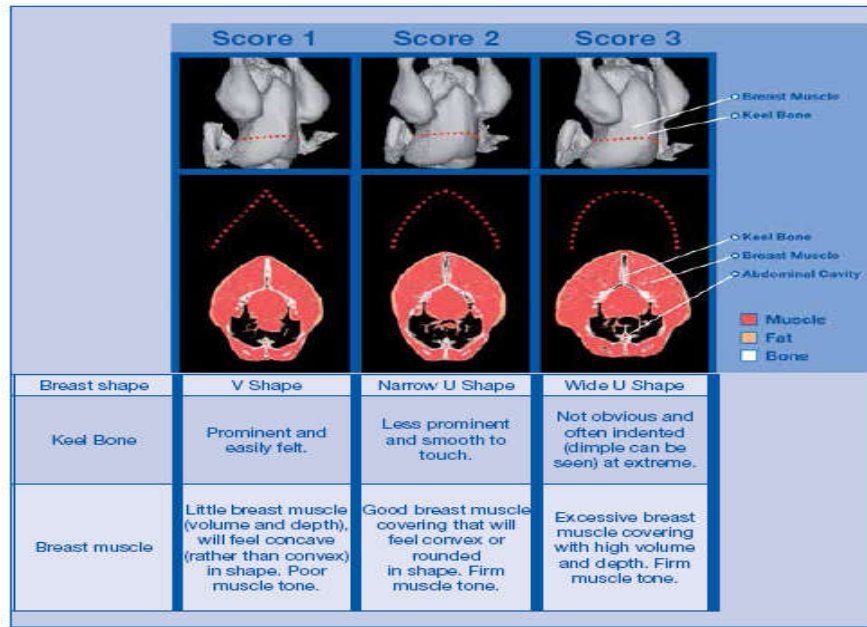 Score 1
Score 2
Score 3
Breast Muscle
Keel Bone
Keel Bone
Breast Muscle
Abdominal Cavity
Muscle
Fat
Bone
Breast shape
V Shape
Narrow U Shape
Wide U Shape
Keel Bone
Prominent and
easily felt.
Less prominent
and smooth to
touch.
Not obvious and
often indented
(dimple can be
seen) at extreme.
Breast muscle
Little breast muscle
(volume and depth),
will feel concave
(rather than convex)
in shape. Poor
muscle tone.
Good breast muscle
covering that will
feel convex or
rounded
in shape. Firm
muscle tone.
Excessive breast
muscle covering
with high volume
and depth. Firm
muscle tone.